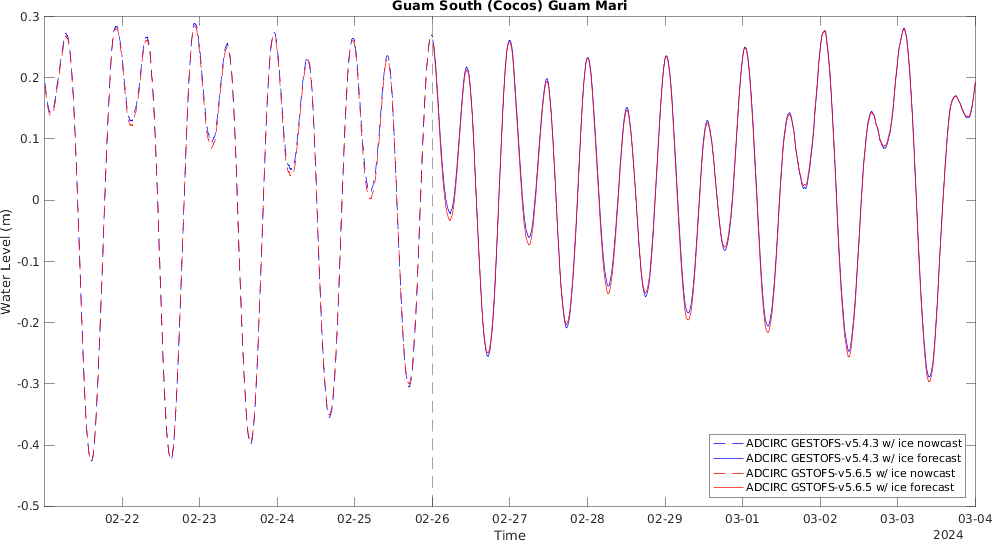 Guam South (Cocos) Guam Mari
Water Level (m)
0.3
0.2
0.1
0
-0.1
-0.2
-0.3
-0.4
-0.5
ADCIRC GESTOFS-v5.4.3 w/ ice nowcast
ADCIRC GESTOFS-v5.4.3 w/ ice forecast
ADCIRC GSTOFS-v5.6.5 w/ ice nowcast
ADCIRC GSTOFS-v5.6.5 w/ ice forecast
02-22 02-23 02-24 02-25 02-26 02-27 02-28 02-29 03-01 03-02 03-03 03-04
Time
2024